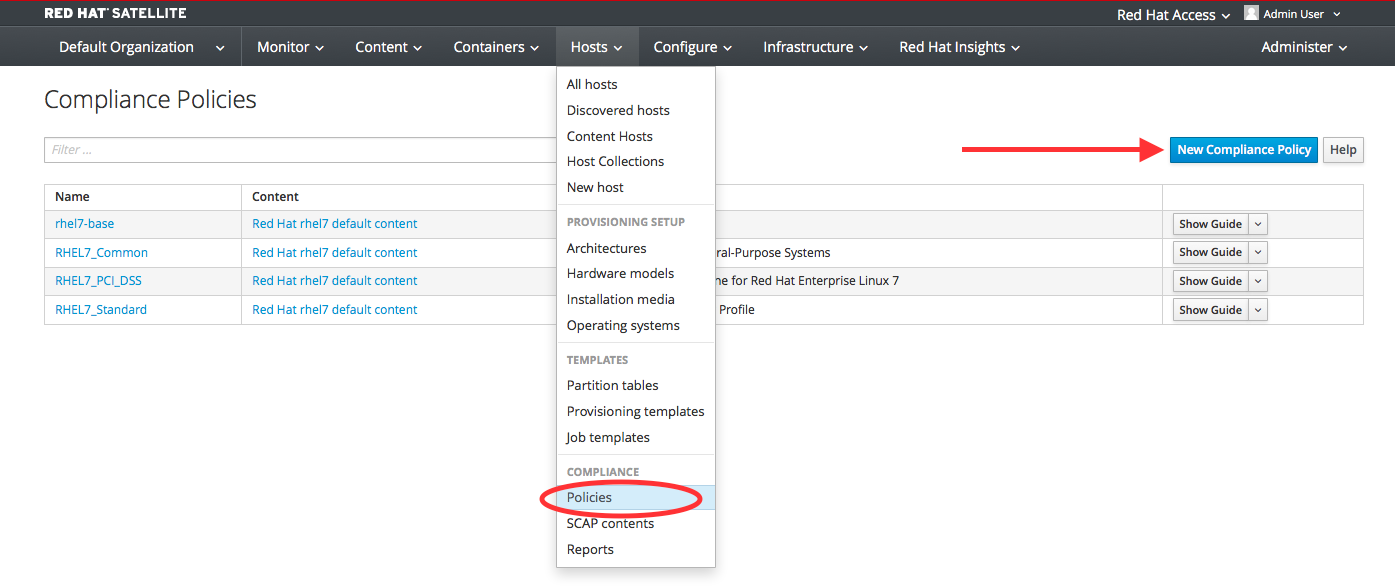 RED HAT SATELLITE
Red Hat Access Admin User
Default Organization Monitor Content Containers Hosts Configure Infrastructure Red Hat Insights Administer
Compliance Policies
Filter ...
New Compliance Policy Help
All hosts
Discovered hosts
Content Hosts
Host Collections
New host
PROVISIONING SETUP
Architectures
Hardware models
Installation media
Operating systems
TEMPLATES
Partition tables
Provisioning templates
Job templates
COMPLIANCE
Policies
SCAP contents
Reports
Name Content
rhel7-base Red Hat rhel7 default content Show Guide
RHEL7_Common Red Hat rhel7 default content ral-Purpose Systems Show Guide
RHEL7_PCI_DSS Red Hat rhel7 default content ne for Red Hat Enterprise Linux 7 Show Guide
RHEL7_Standard Red Hat rhel7 default content Profile Show Guide